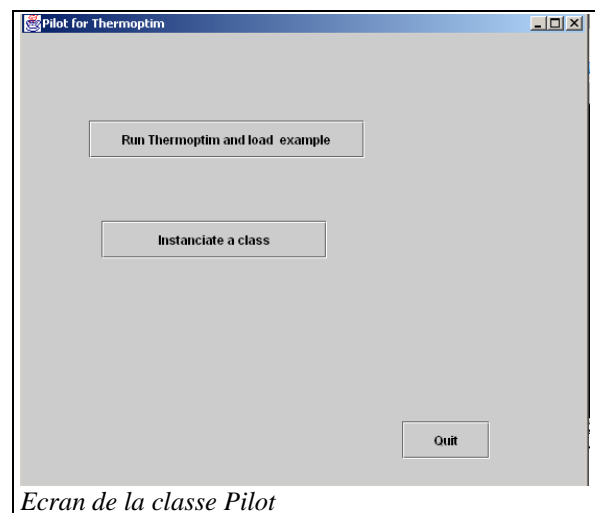 Pilot for Thermoptim
Run Thermoptim and load example
Instanciate a class
Quit
Ecran de la classe Pilot